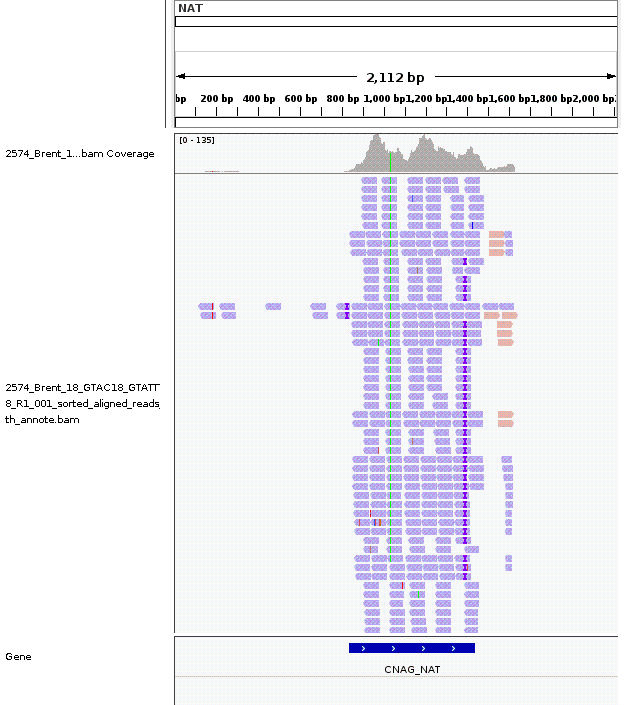 NAT
2,112 bp
bp 200 bp 400 bp 600 bp 800 bp 1,000 bp 1,200 bp 1,400 bp 1,600 bp 1,800 bp 2,000 bp
[0 - 135]
2574_Brent_1...bam Coverage
2574_Brent_18_GTAC18_GTATT
8_R1_001_sorted_aligned_reads_
th_annote.bam
Gene
CNAG_NAT